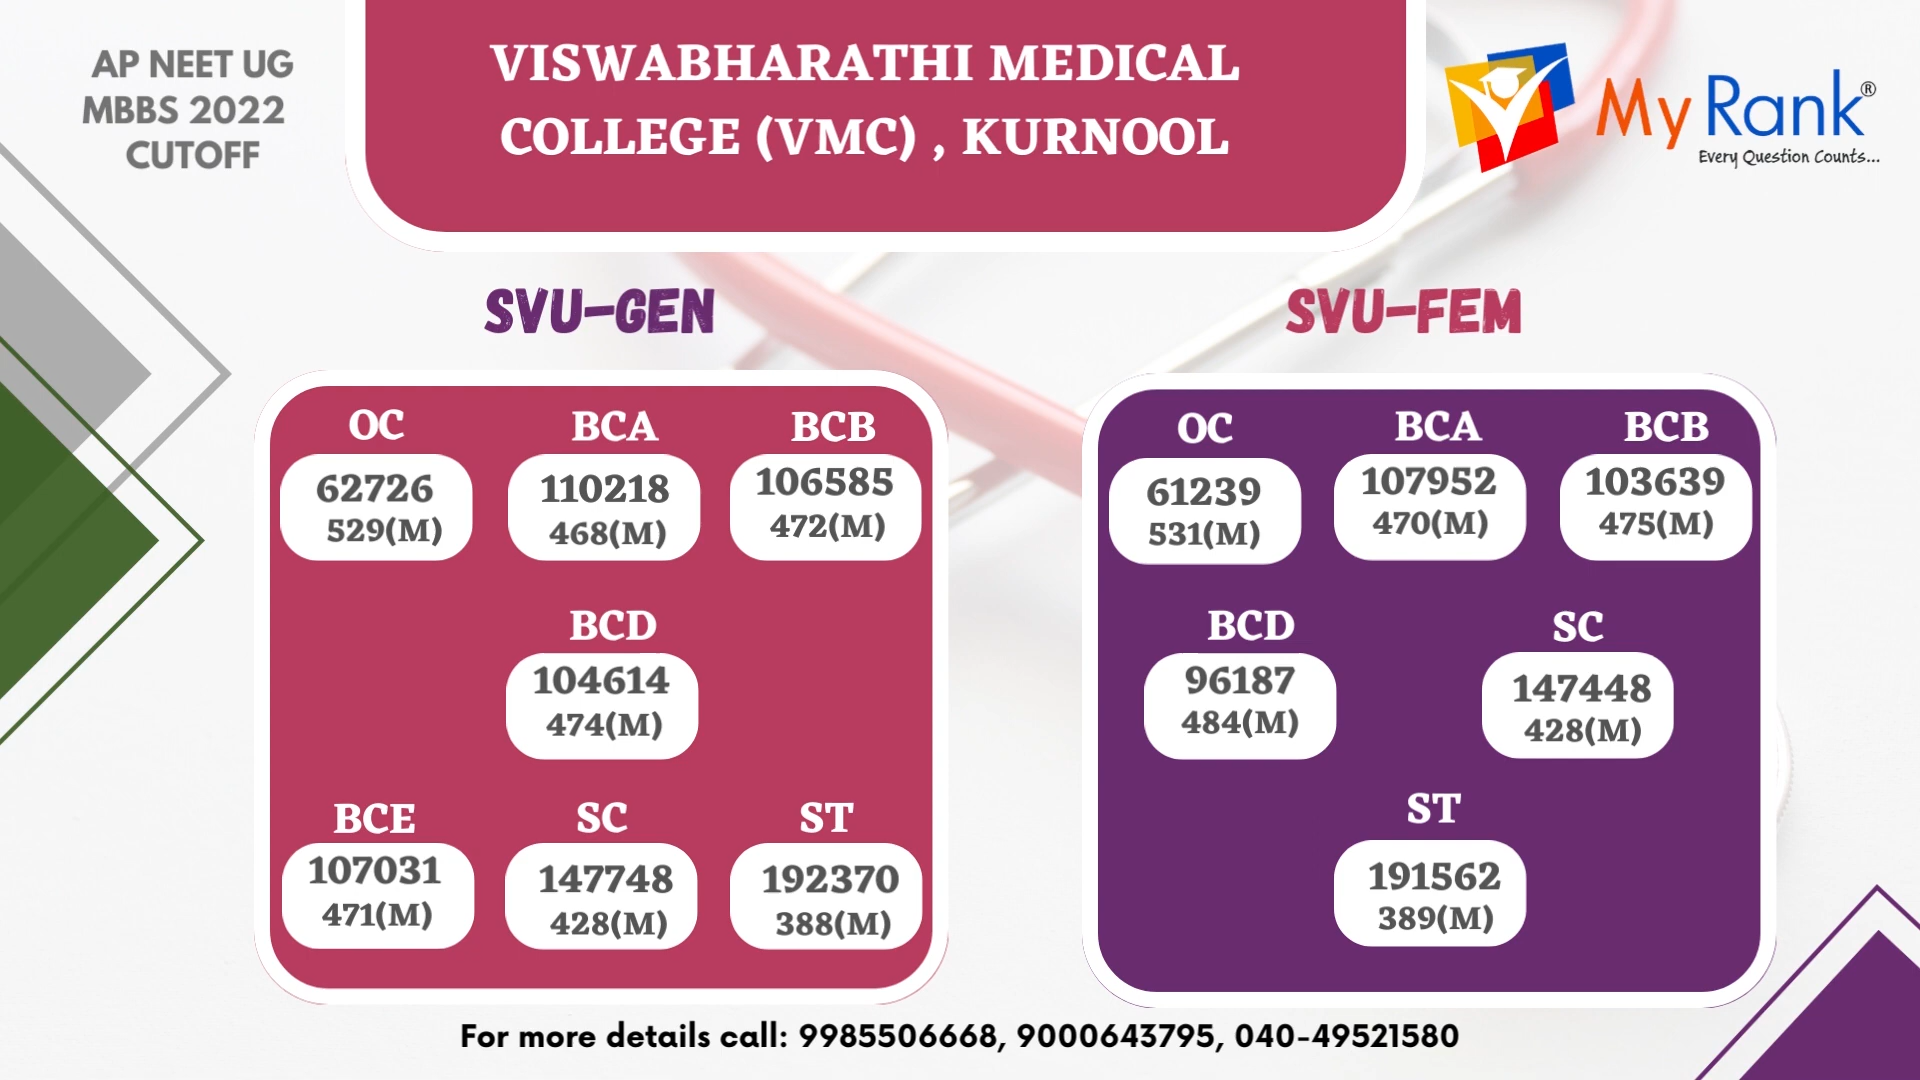 AP NEET UG
MBBS 2022
CUTOFF
VISWABHARATHI MEDICAL
COLLEGE (VMC) , KURNOOL
My Rank®
Every Question Counts...
SVU-GEN
OC
62726
529(M)
BCA
110218
468(M)
BCB
106585
472(M)
BCD
104614
474(M)
BCE
107031
471(M)
SC
147748
428(M)
ST
192370
388(M)
SVU-FEM
OC
61239
531(M)
BCA
107952
470(M)
BCB
103639
475(M)
BCD
96187
484(M)
SC
147448
428(M)
ST
191562
389(M)
For more details call: 9985506668, 9000643795, 040-49521580